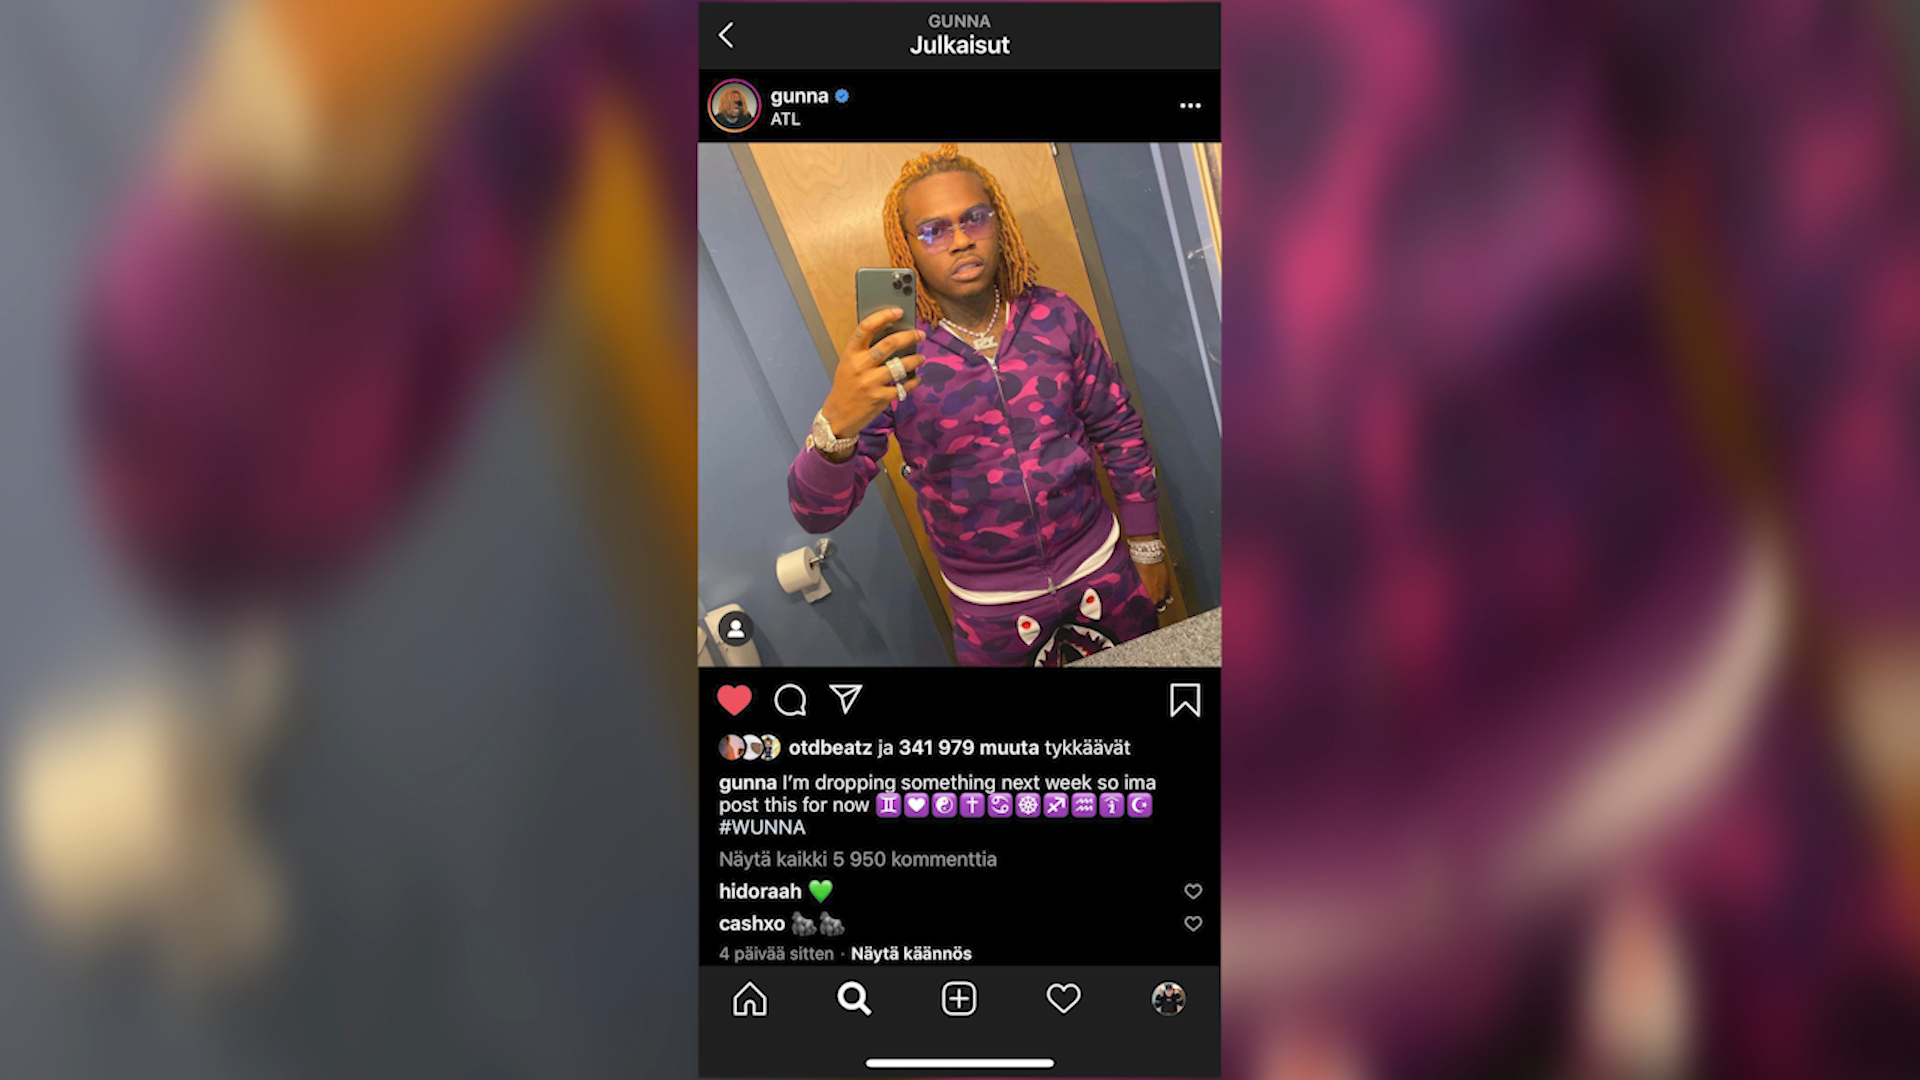 GUNNA
Julkaisut
gunna
ATL
otdbeatz ja 341 979 muuta tykkäävät
gunna I’m dropping something next week so ima
post this for now ♊💟☯✝♋☸♐♒🛐☪
#WUNNA
Näytä kaikki 5 950 kommenttia
hidoraah 💚
cashxo 🦍🦍
4 päivää sitten · Näytä käännös